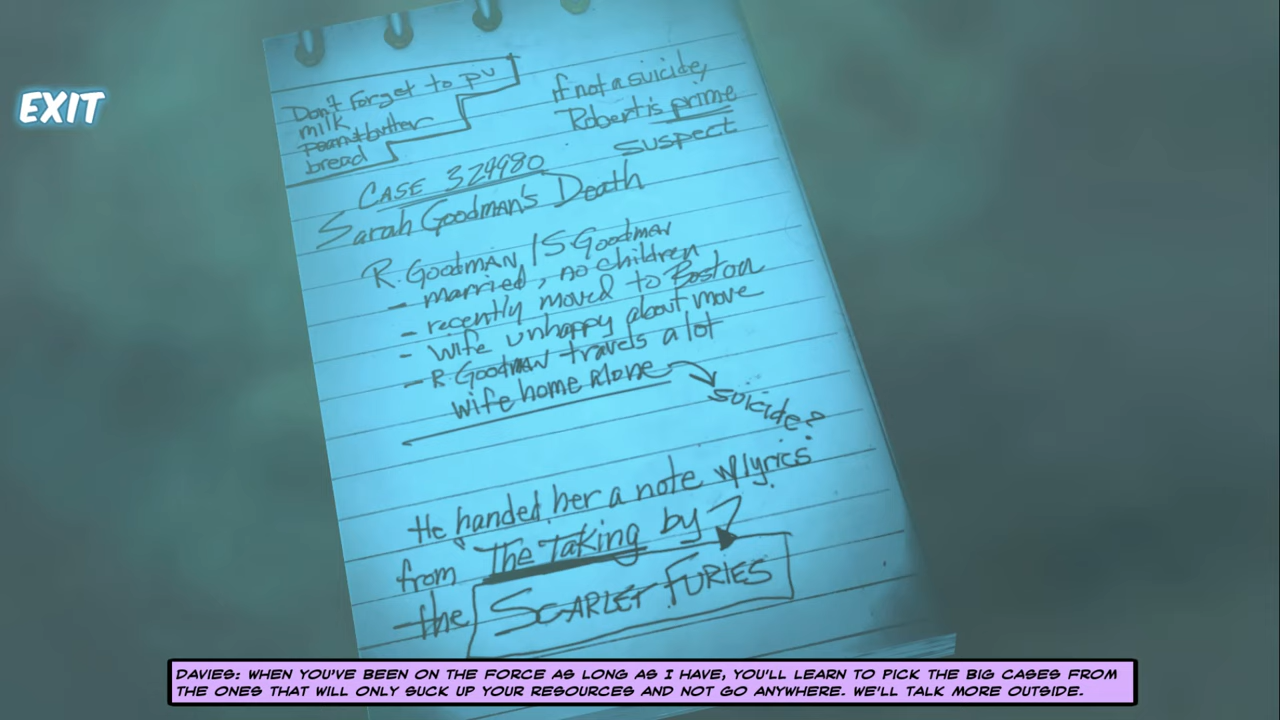 EXIT
Don't forget to pu
milk
peanutbutter
bread
if not a suicide,
Robert is prime
suspect
CASE 324980
Sarah Goodman's Death
R. GOODMAN / S GOODMAN
- married, no children
- recently moved to Boston
- wife unhappy about move
- R GOODMAN travels a lot
wife home alone
suicide?
He handed her a note w/lyrics
from "The Taking by?
the SCARLET FURIES
DAVIES: WHEN YOU'VE BEEN ON THE FORCE AS LONG AS I HAVE, YOU'LL LEARN TO PICK THE BIG CASES FROM
THE ONES THAT WILL ONLY SUCK UP YOUR RESOURCES AND NOT GO ANYWHERE. WE'LL TALK MORE OUTSIDE.